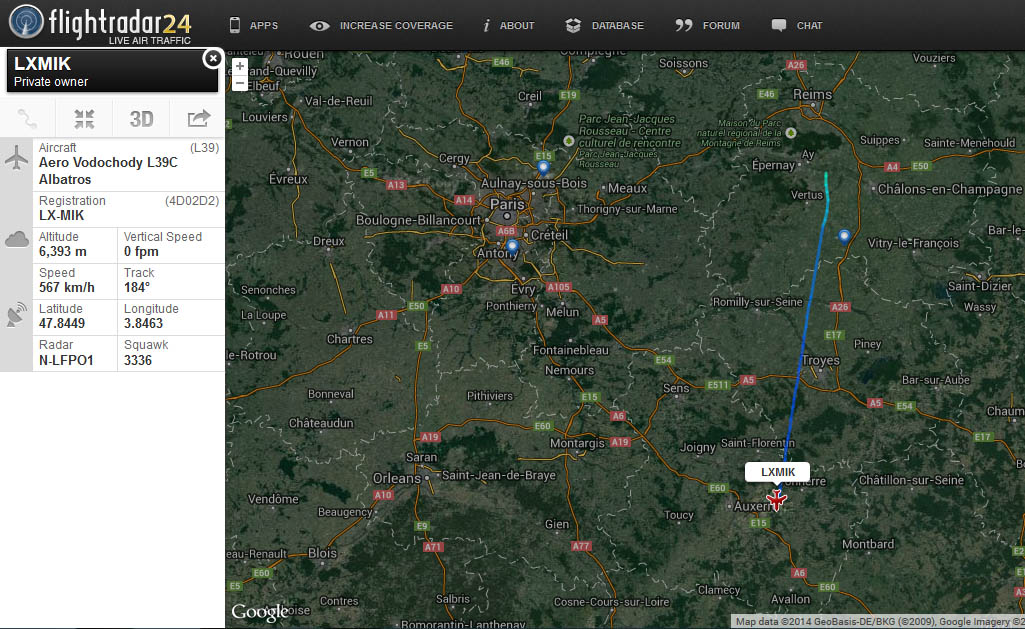 flightradar24
LIVE AIR TRAFFIC
APPS
INCREASE COVERAGE
ABOUT
DATABASE
FORUM
CHAT
LXMIK
Private owner
3D
Aircraft (L39)
Aero Vodochody L39C
Albatros
Registration (4D02D2)
LX-MIK
Altitude Vertical Speed
6,393 m 0 fpm
Speed Track
567 km/h 184°
Latitude Longitude
47.8449 3.8463
Radar Squawk
N-LFPO1 3336
+
−
Rouen
E46
Soissons
A26
Vouziers
and-Quevilly
Elbeuf
Val-de-Reuil
Creil
E19
E46
Reims
Louviers
Parc Jean-Jacques
Rousseau - Centre
culturel de rencontre
Parc Jean-Jacques
Rousseau
Maison du Parc
naturel régional de la
Montagne de Reims
Suippes
Sainte-Menehould
Vernon
Cergy
E15
Ay
Épernay
A4
E50
Évreux
E5
A13
Aulnay-sous-Bois
Meaux
Vertus
Châlons-en-Champagne
A14
Paris
Thorigny-sur-Marne
Boulogne-Billancourt
A6B
Créteil
Dreux
Antony
Vitry-le-François
Bar-le-
Senonches
A10
Évry
A105
Saint-Dizier
Ponthierry
Melun
Romilly-sur-Seine
A26
Wassy
La Loupe
E50
A11
A5
E17
Chartres
E5
Fontainebleau
Piney
le-Rotrou
E54
Troyes
Nemours
Sens
E511
A5
Bar-sur-Aube
Bonneval
Pithiviers
E15
A5
E54
Chaum
Châteaudun
A6
E60
A19
Montargis
A19
Joigny
Saint-Florentin
E17
Saran
LXMIK
Orleans
Saint-Jean-de-Braye
E60
onnerre
Châtillon-sur-Seine
Vendôme
A10
Auxerre
Beaugency
Toucy
E15
E9
Gien
Blois
A71
A77
Montbard
eau-Renault
E60
A6
E5
E60
E2
Contres
Salbris
Clamecy
Avallon
A3
Google
oise
Cosne-Cours-sur-Loire
Romorantin-Lanthenay
Map data ©2014 GeoBasis-DE/BKG (©2009), Google Imagery ©2